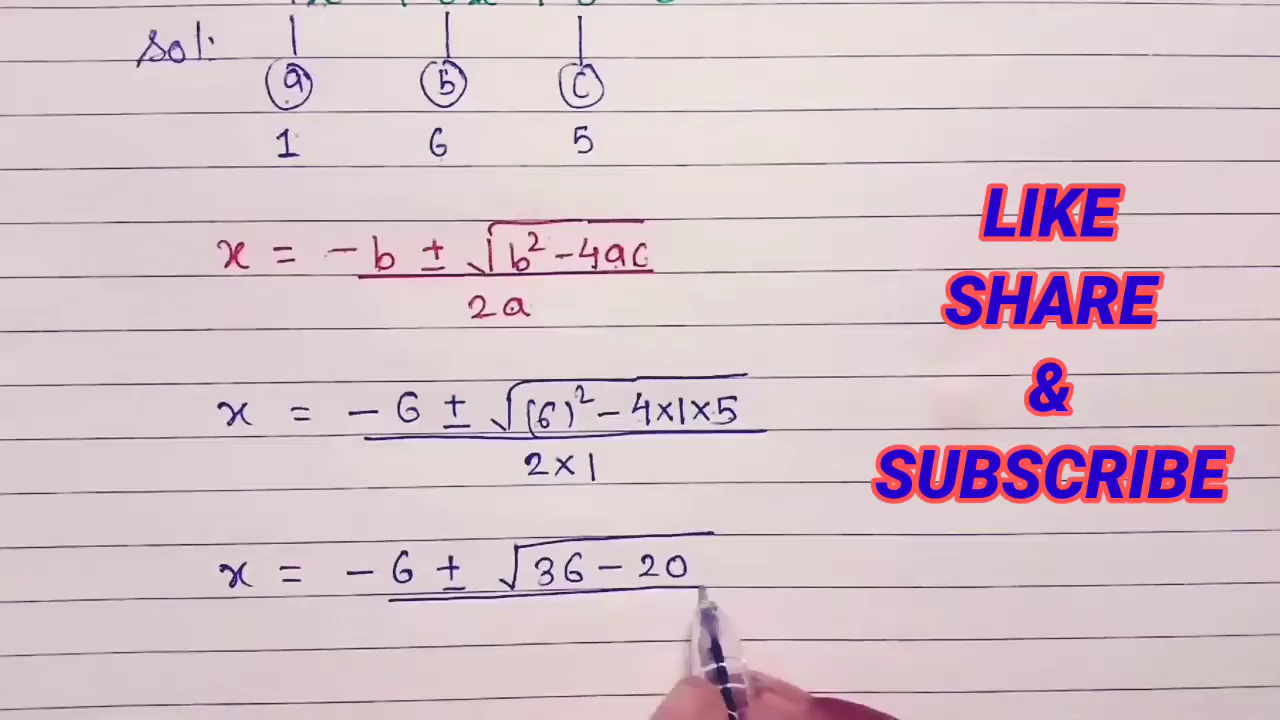 sol:
a b c
1 6 5
x = -b ± √b² - 4ac
2a
x = -6 ± √(6)² - 4×1×5
2×1
x = -6 ± √36 - 20
LIKE
SHARE
&
SUBSCRIBE